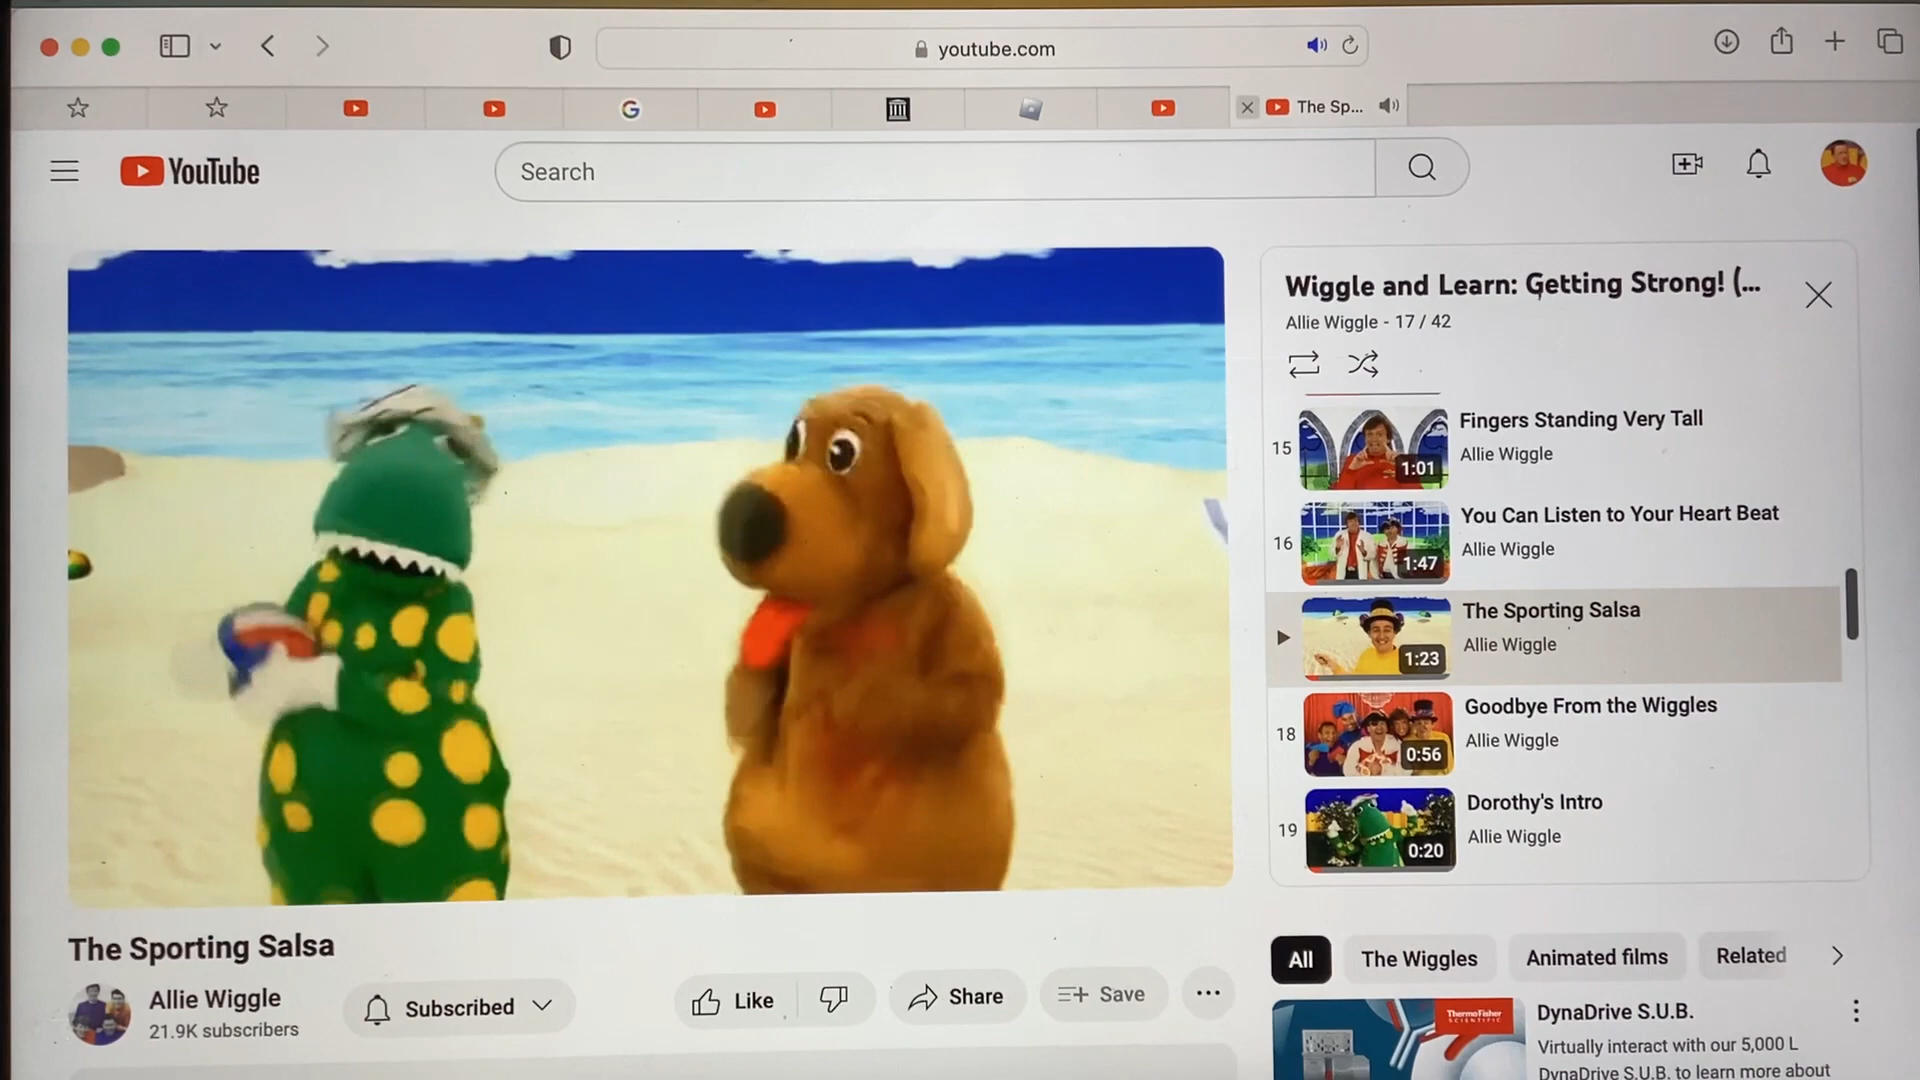 youtube.com
The Sp...
YouTube
Search
Wiggle and Learn: Getting Strong! (...
Allie Wiggle - 17 / 42
15
1:01
Fingers Standing Very Tall
Allie Wiggle
16
1:47
You Can Listen to Your Heart Beat
Allie Wiggle
1:23
The Sporting Salsa
Allie Wiggle
18
0:56
Goodbye From the Wiggles
Allie Wiggle
19
0:20
Dorothy's Intro
Allie Wiggle
The Sporting Salsa
Allie Wiggle
21.9K subscribers
Subscribed
Like
Share
Save
All
The Wiggles
Animated films
Related
ThermoFisher
SCIENTIFIC
DynaDrive S.U.B.
Virtually interact with our 5,000 L
DynaDrive S.U.B. to learn more about